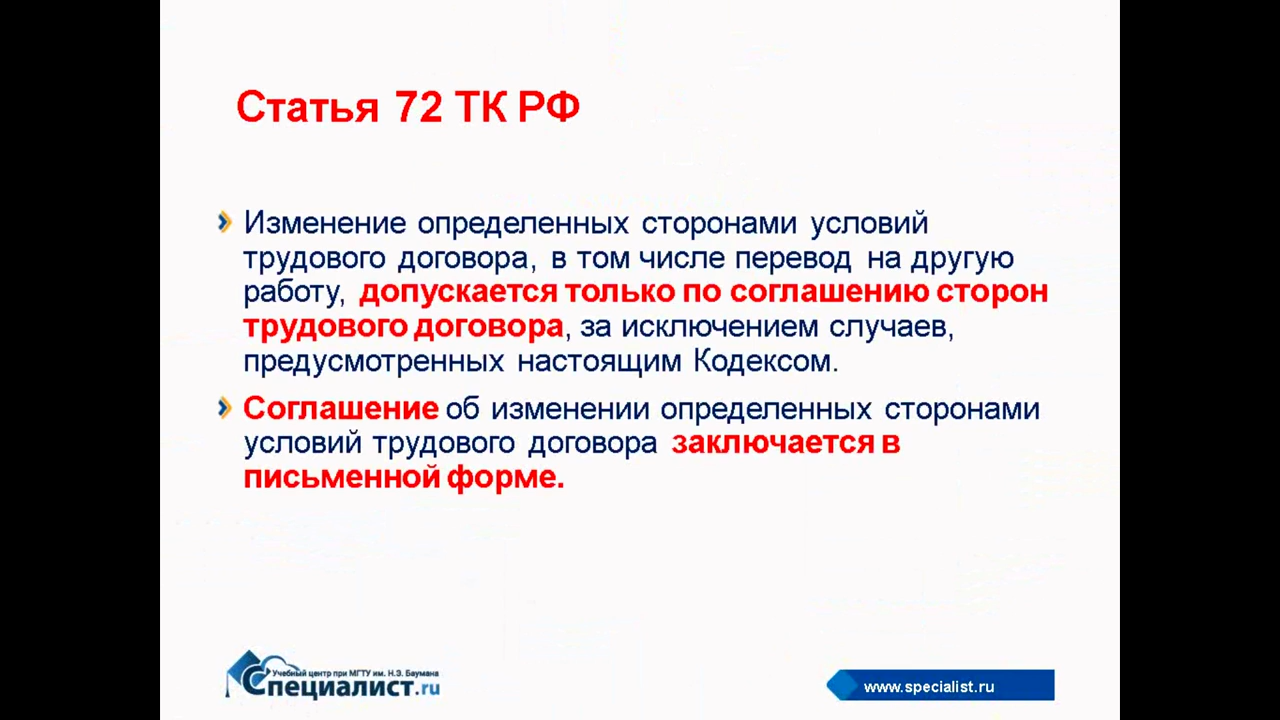 Статья 72 ТК РФ
Изменение определенных сторонами условий
трудового договора, в том числе перевод на другую
работу, допускается только по соглашению сторон
трудового договора, за исключением случаев,
предусмотренных настоящим Кодексом.
Соглашение об изменении определенных сторонами
условий трудового договора заключается в
письменной форме.
Учебный центр при МГТУ им. Н.Э. Баумана
Специалист.ru
www.specialist.ru